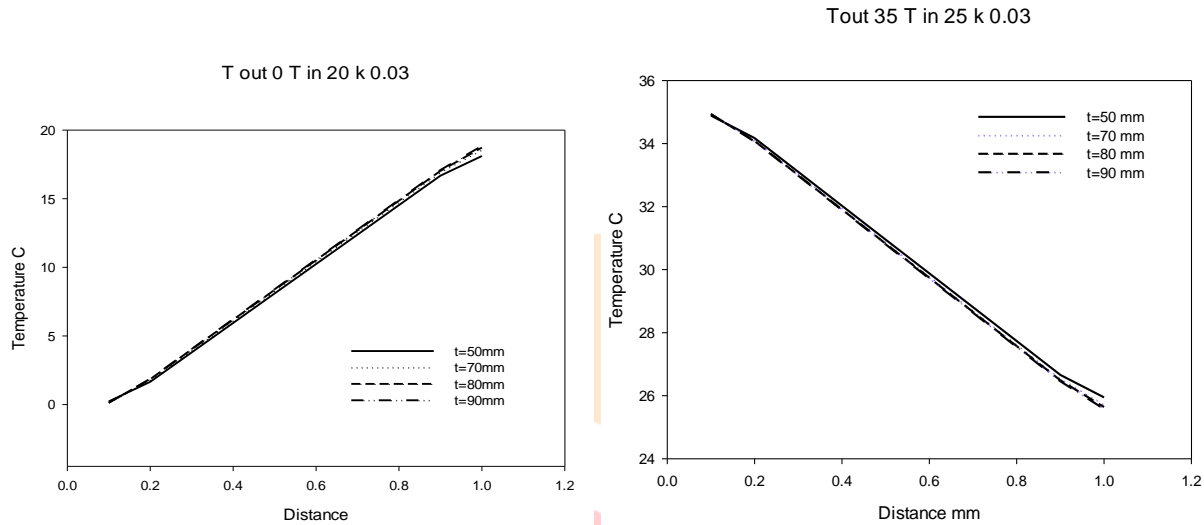 T out 0 T in 20 k 0.03
Temperature C
20
15
10
5
0
t=50mm
t=70mm
t=80mm
t=90mm
0.0 0.2 0.4 0.6 0.8 1.0 1.2
Distance
Tout 35 T in 25 k 0.03
Temperature C
36
34
32
30
28
26
24
t=50 mm
t=70 mm
t=80 mm
t=90 mm
0.0 0.2 0.4 0.6 0.8 1.0 1.2
Distance mm